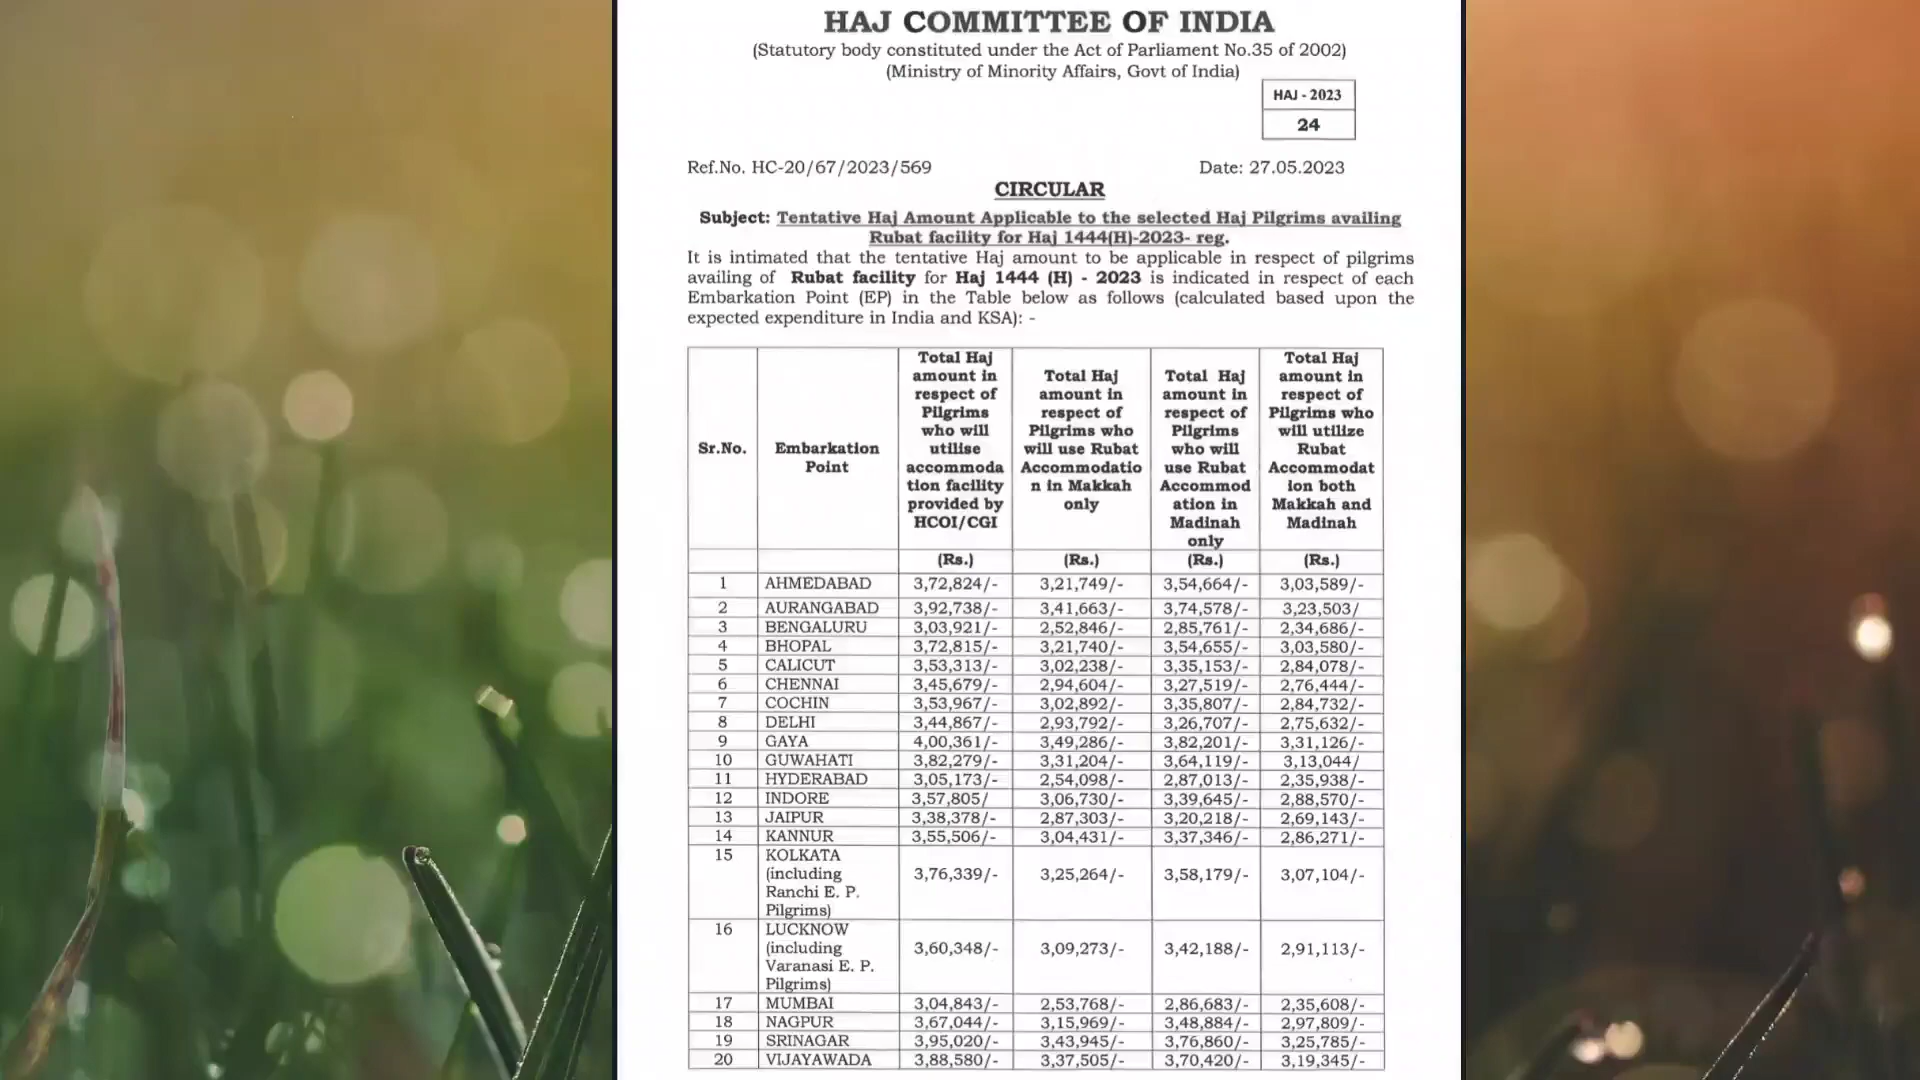 HAJ COMMITTEE OF INDIA
(Statutory body constituted under the Act of Parliament No.35 of 2002)
(Ministry of Minority Affairs, Govt of India)
HAJ - 2023
24
Ref.No. HC-20/67/2023/569 Date: 27.05.2023
CIRCULAR
Subject: Tentative Haj Amount Applicable to the selected Haj Pilgrims availing
Rubat facility for Haj 1444(H)-2023- reg.
It is intimated that the tentative Haj amount to be applicable in respect of pilgrims
availing of Rubat facility for Haj 1444 (H) - 2023 is indicated in respect of each
Embarkation Point (EP) in the Table below as follows (calculated based upon the
expected expenditure in India and KSA): -
Sr.No.
Embarkation
Point
Total Haj
amount in
respect of
Pilgrims
who will
utilise
accommoda
tion facility
provided by
HCOI/CGI
Total Haj
amount in
respect of
Pilgrims who
will use Rubat
Accommodatio
n in Makkah
only
Total Haj
amount in
respect of
Pilgrims
who will
use Rubat
Accommod
ation in
Madinah
only
Total Haj
amount in
respect of
Pilgrims who
will utilize
Rubat
Accommodat
ion both
Makkah and
Madinah
(Rs.) (Rs.) (Rs.) (Rs.)
1 AHMEDABAD 3,72,824/- 3,21,749/- 3,54,664/- 3,03,589/-
2 AURANGABAD 3,92,738/- 3,41,663/- 3,74,578/- 3,23,503/
3 BENGALURU 3,03,921/- 2,52,846/- 2,85,761/- 2,34,686/-
4 BHOPAL 3,72,815/- 3,21,740/- 3,54,655/- 3,03,580/-
5 CALICUT 3,53,313/- 3,02,238/- 3,35,153/- 2,84,078/-
6 CHENNAI 3,45,679/- 2,94,604/- 3,27,519/- 2,76,444/-
7 COCHIN 3,53,967/- 3,02,892/- 3,35,807/- 2,84,732/-
8 DELHI 3,44,867/- 2,93,792/- 3,26,707/- 2,75,632/-
9 GAYA 4,00,361/- 3,49,286/- 3,82,201/- 3,31,126/-
10 GUWAHATI 3,82,279/- 3,31,204/- 3,64,119/- 3,13,044/
11 HYDERABAD 3,05,173/- 2,54,098/- 2,87,013/- 2,35,938/-
12 INDORE 3,57,805/ 3,06,730/- 3,39,645/- 2,88,570/-
13 JAIPUR 3,38,378/- 2,87,303/- 3,20,218/- 2,69,143/-
14 KANNUR 3,55,506/- 3,04,431/- 3,37,346/- 2,86,271/-
15 KOLKATA
(including
Ranchi E. P.
Pilgrims)
3,76,339/- 3,25,264/- 3,58,179/- 3,07,104/-
16 LUCKNOW
(including
Varanasi E. P.
Pilgrims)
3,60,348/- 3,09,273/- 3,42,188/- 2,91,113/-
17 MUMBAI 3,04,843/- 2,53,768/- 2,86,683/- 2,35,608/-
18 NAGPUR 3,67,044/- 3,15,969/- 3,48,884/- 2,97,809/-
19 SRINAGAR 3,95,020/- 3,43,945/- 3,76,860/- 3,25,785/-
20 VIJAYAWADA 3,88,580/- 3,37,505/- 3,70,420/- 3,19,345/-